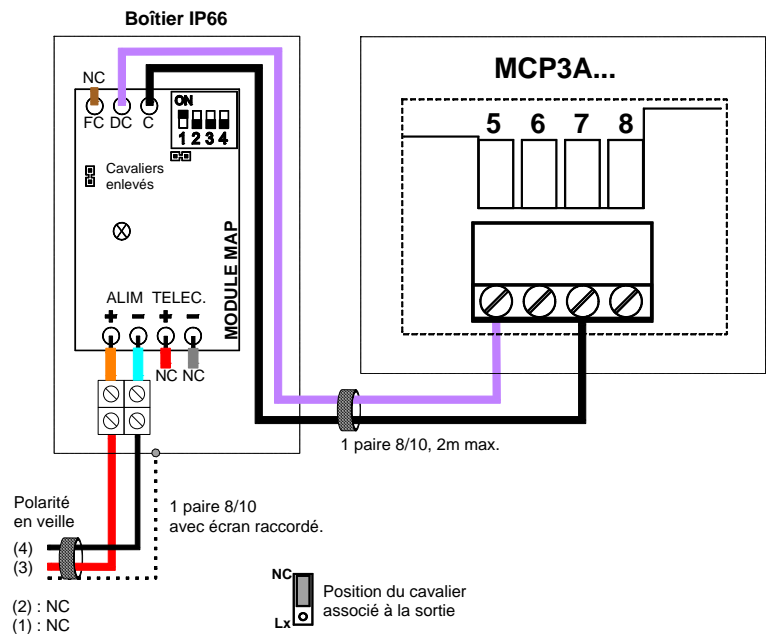 Boîtier IP66
MCP3A...
NC
FC DC C
ON
1 2 3 4
5 6 7 8
Cavaliers
enlevés
MODULE MAP
ALIM TELEC.
+ − + −
NC NC
1 paire 8/10, 2m max.
Polarité
en veille
1 paire 8/10
avec écran raccordé.
(4)
(3)
(2) : NC
(1) : NC
NC
Lx
Position du cavalier
associé à la sortie